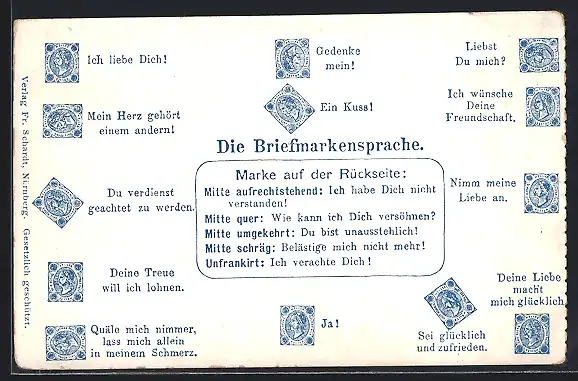 Ich liebe Dich!
Gedenke
mein!
Liebst
Du mich?
Mein Herz gehört
einem andern!
Ein Kuss!
Ich wünsche
Deine
Freundschaft.
Die Briefmarkensprache.
Marke auf der Rückseite:
Mitte aufrechtstehend: Ich habe Dich nicht
verstanden!
Mitte quer: Wie kann ich Dich versöhnen?
Mitte umgekehrt: Du bist unausstehlich!
Mitte schräg: Belästige mich nicht mehr!
Unfrankirt: Ich verachte Dich!
Du verdienst
geachtet zu werden.
Nimm meine
Liebe an.
Deine Treue
will ich lohnen.
Deine Liebe
macht
mich glücklich.
Quäle mich nimmer,
lass mich allein
in meinem Schmerz.
Ja!
Sei glücklich
und zufrieden.
Verlag Fr. Schardt, Nürnberg. Gesetzlich geschützt.